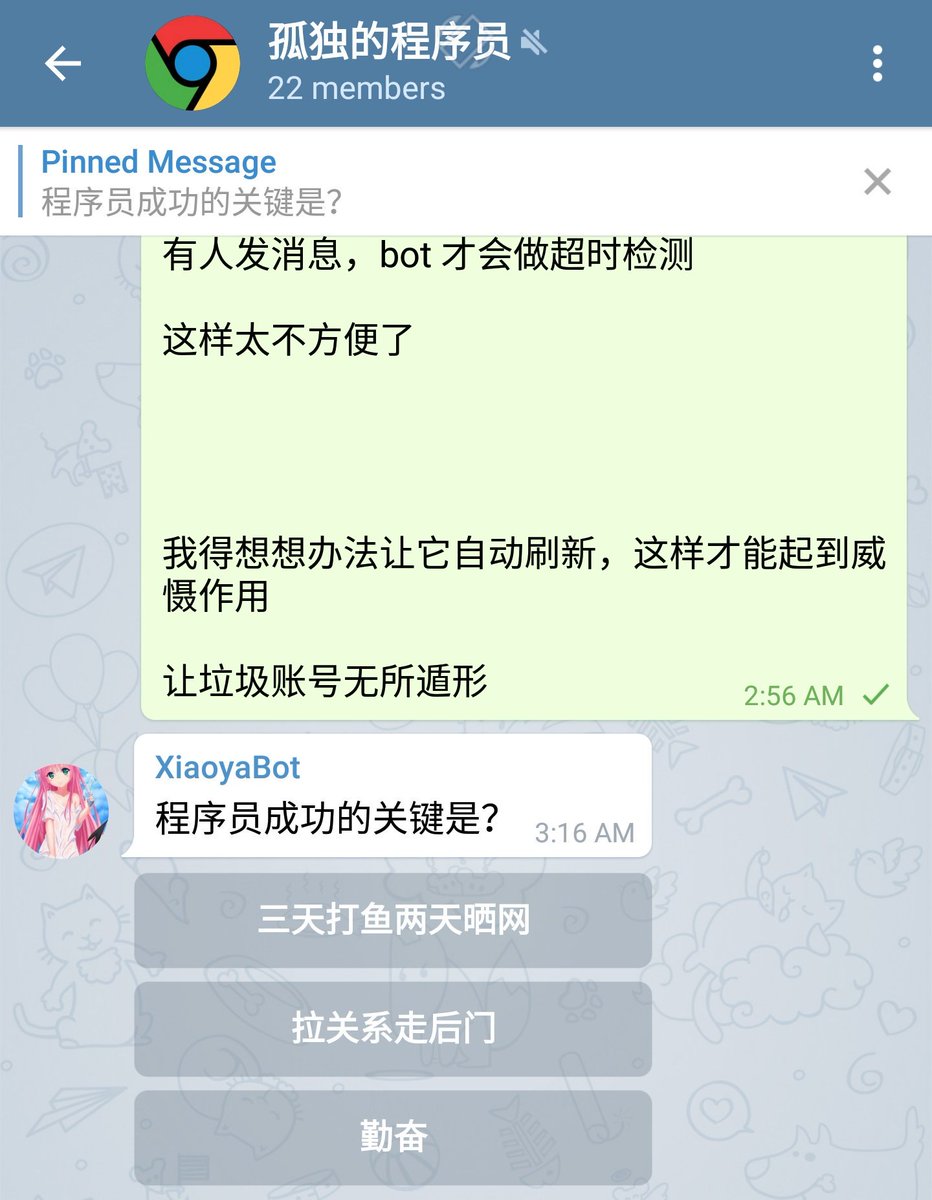 孤独的程序员
22 members
Pinned Message
程序员成功的关键是？
有人发消息，bot 才会做超时检测
这样太不方便了
我得想想办法让它自动刷新，这样才能起到威
慑作用
让垃圾账号无所遁形
2:56 AM
XiaoyaBot
程序员成功的关键是？
3:16 AM
三天打鱼两天晒网
拉关系走后门
勤奋